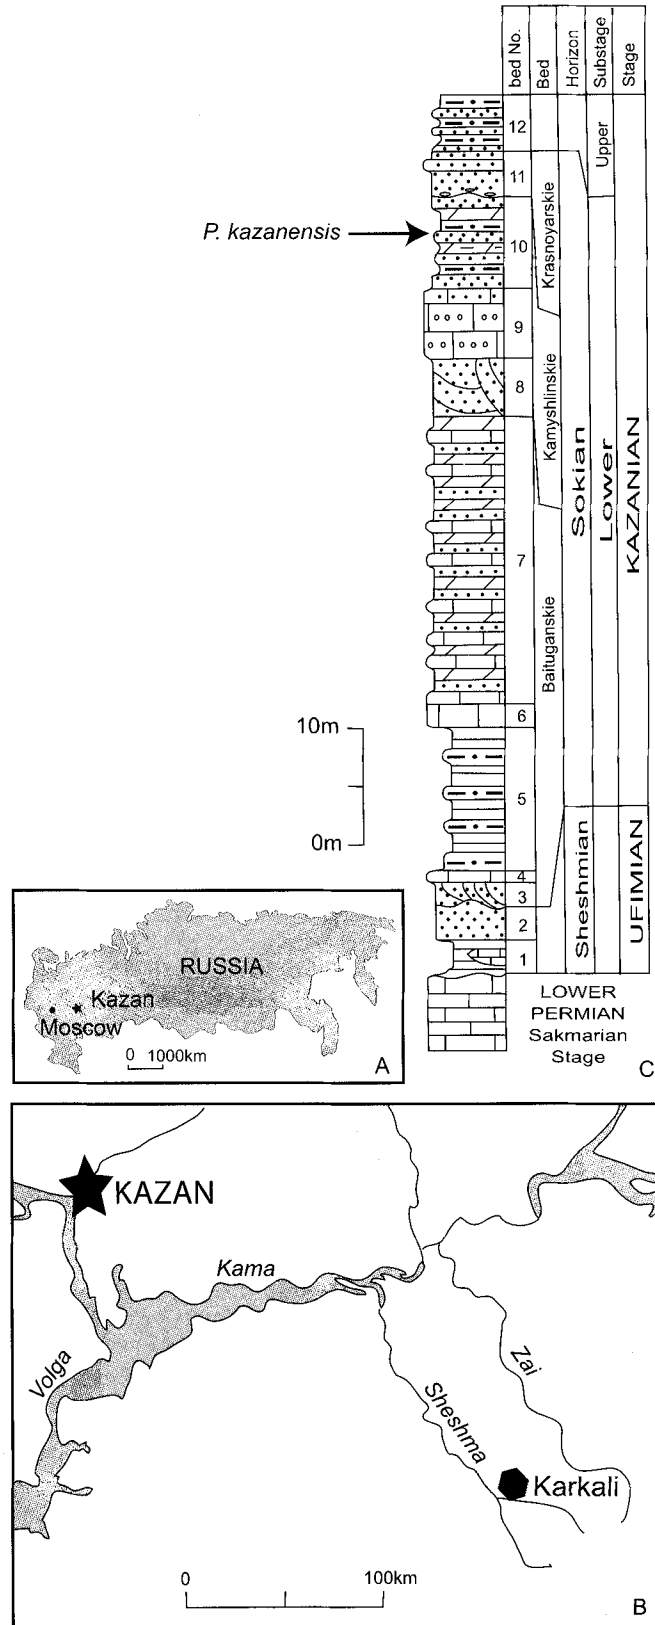 bed No.
Bed
Horizon
Substage
Stage
12
11
10
9
8
7
6
5
4
3
2
1
P. kazanensis
Krasnoyarskie
Kamyshlinskie
Baituganskie
Sokian
Sheshmian
Upper
Lower
KAZANIAN
UFIMIAN
10m
0m
LOWER
PERMIAN
Sakmarian
Stage
C
RUSSIA
Kazan
Moscow
0 1000km
A
KAZAN
Kama
Volga
Zai
Sheshma
Karkali
0 100km
B